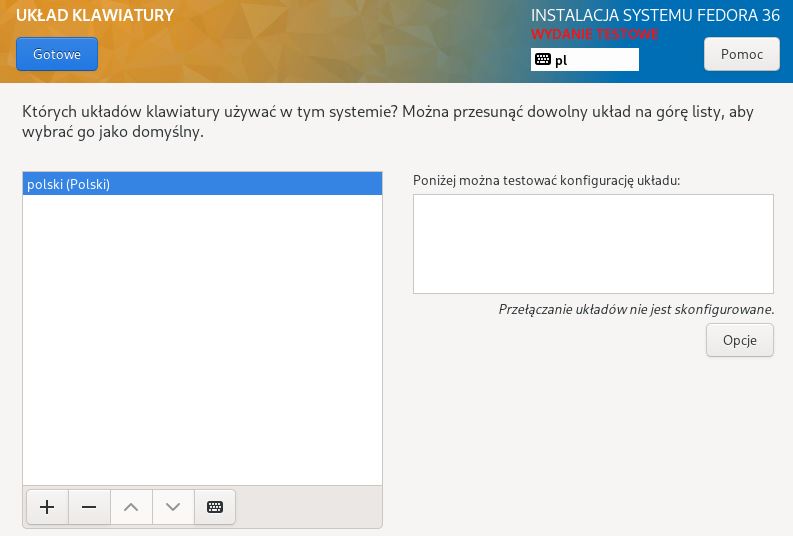 UKŁAD KLAWIATURY
INSTALACJA SYSTEMU FEDORA 36
WYDANIE TESTOWE
Gotowe
pl
Pomoc
Których układów klawiatury używać w tym systemie? Można przesunąć dowolny układ na górę listy, aby
wybrać go jako domyślny.
polski (Polski)
Poniżej można testować konfigurację układu:
Przełączanie układów nie jest skonfigurowane.
Opcje